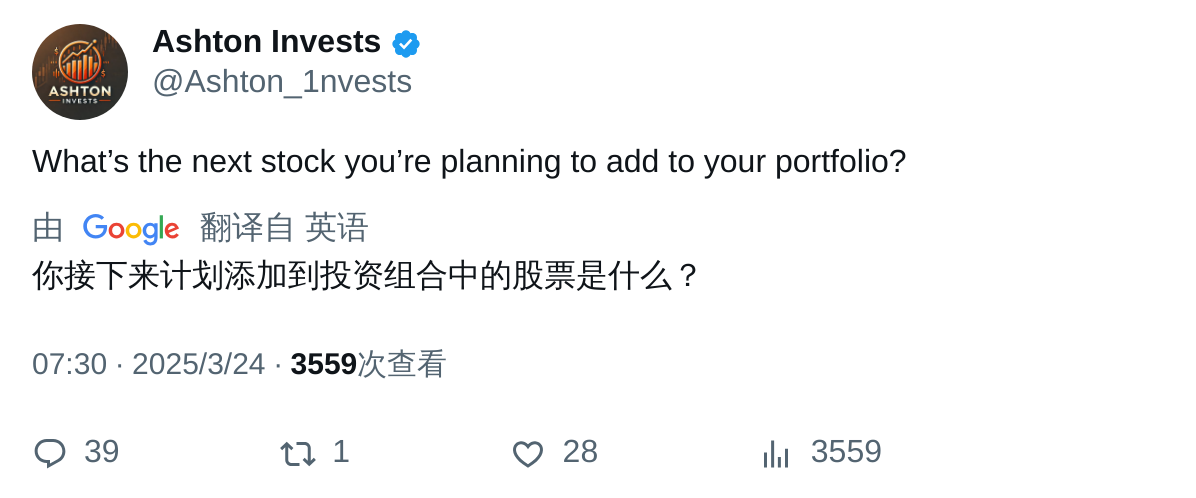 ASHTON
INVESTS
Ashton Invests
@Ashton_1nvests
What’s the next stock you’re planning to add to your portfolio?
由 Google 翻译自 英语
你接下来计划添加到投资组合中的股票是什么？
07:30 · 2025/3/24 · 3559次查看
39 1 28 3559